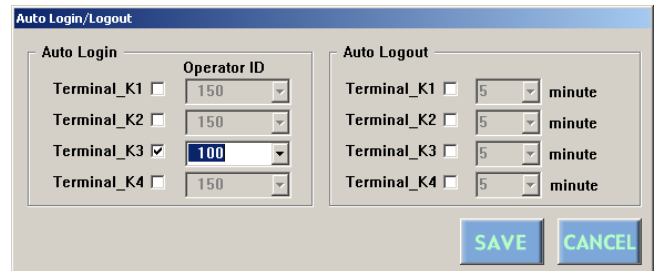 Auto Login/Logout
Auto Login
Operator ID
Terminal_K1 150
Terminal_K2 150
Terminal_K3 100
Terminal_K4 150
Auto Logout
Terminal_K1 5 minute
Terminal_K2 5 minute
Terminal_K3 5 minute
Terminal_K4 5 minute
SAVE CANCEL